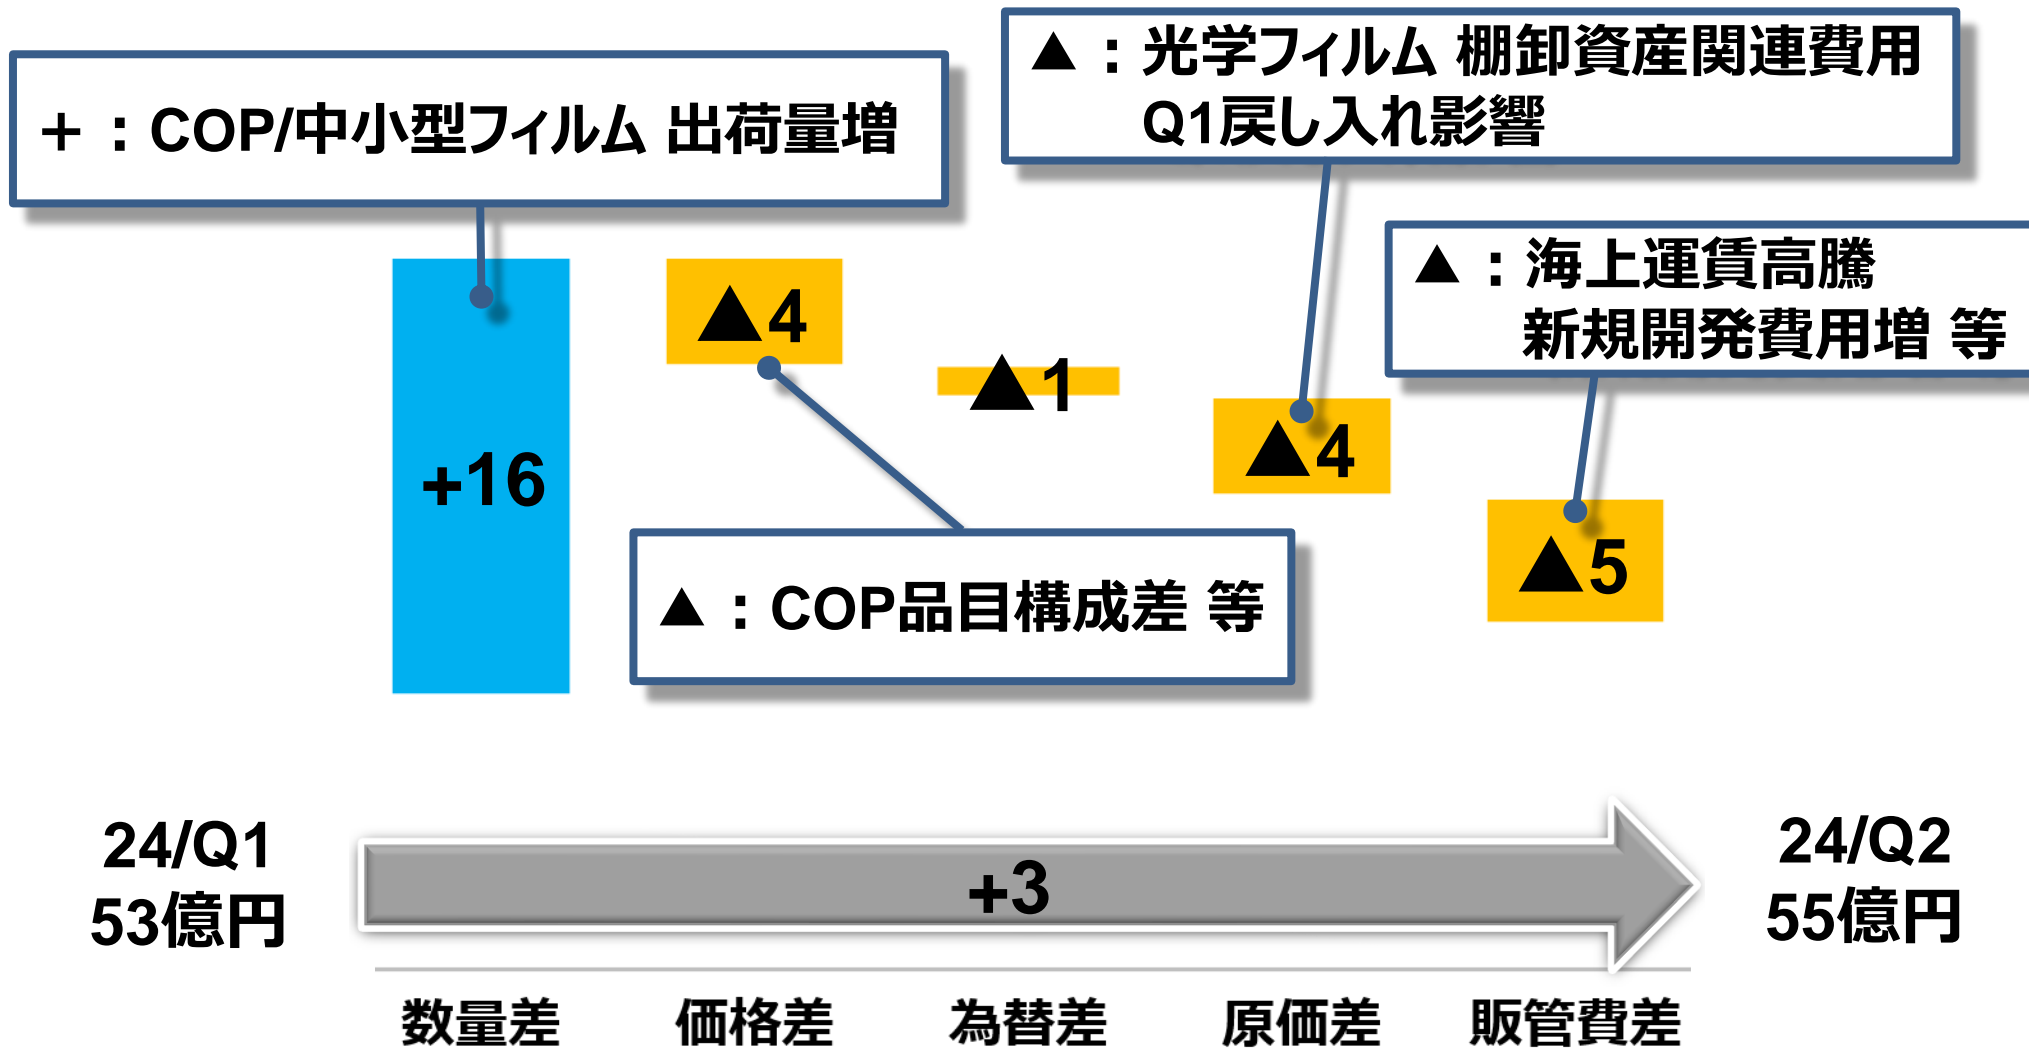 ＋：COP/中小型フィルム 出荷量増
▲：光学フィルム 棚卸資産関連費用
Q1戻し入れ影響
▲：海上運賃高騰
新規開発費用増 等
+16
▲4
▲1
▲4
▲5
▲：COP品目構成差 等
24/Q1
53億円
+3
24/Q2
55億円
数量差
価格差
為替差
原価差
販管費差